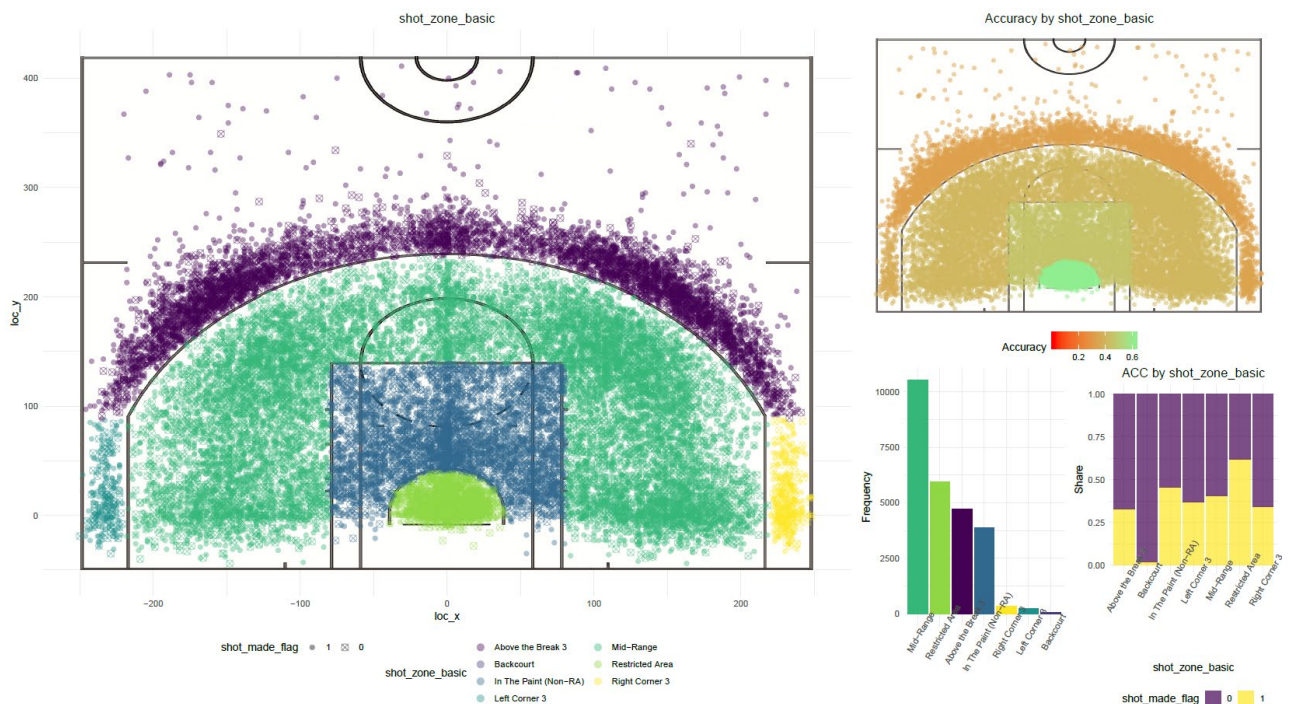 shot_zone_basic
400
300
200
100
0
loc_y
−200
−100
0
100
200
loc_x
shot_made_flag 1 0
shot_zone_basic
Above the Break 3
Backcourt
In The Paint (Non−RA)
Left Corner 3
Mid−Range
Restricted Area
Right Corner 3
Accuracy by shot_zone_basic
Accuracy
0.2 0.4 0.6
10000
7500
5000
2500
0
Frequency
Mid−Range
Restricted Area
Above the Break 3
In The Paint (Non−RA)
Right Corner 3
Left Corner 3
Backcourt
ACC by shot_zone_basic
1.00
0.75
0.50
0.25
0.00
Share
Above the Break 3
Backcourt
In The Paint (Non−RA)
Left Corner 3
Mid−Range
Restricted Area
Right Corner 3
shot_zone_basic
shot_made_flag 0 1